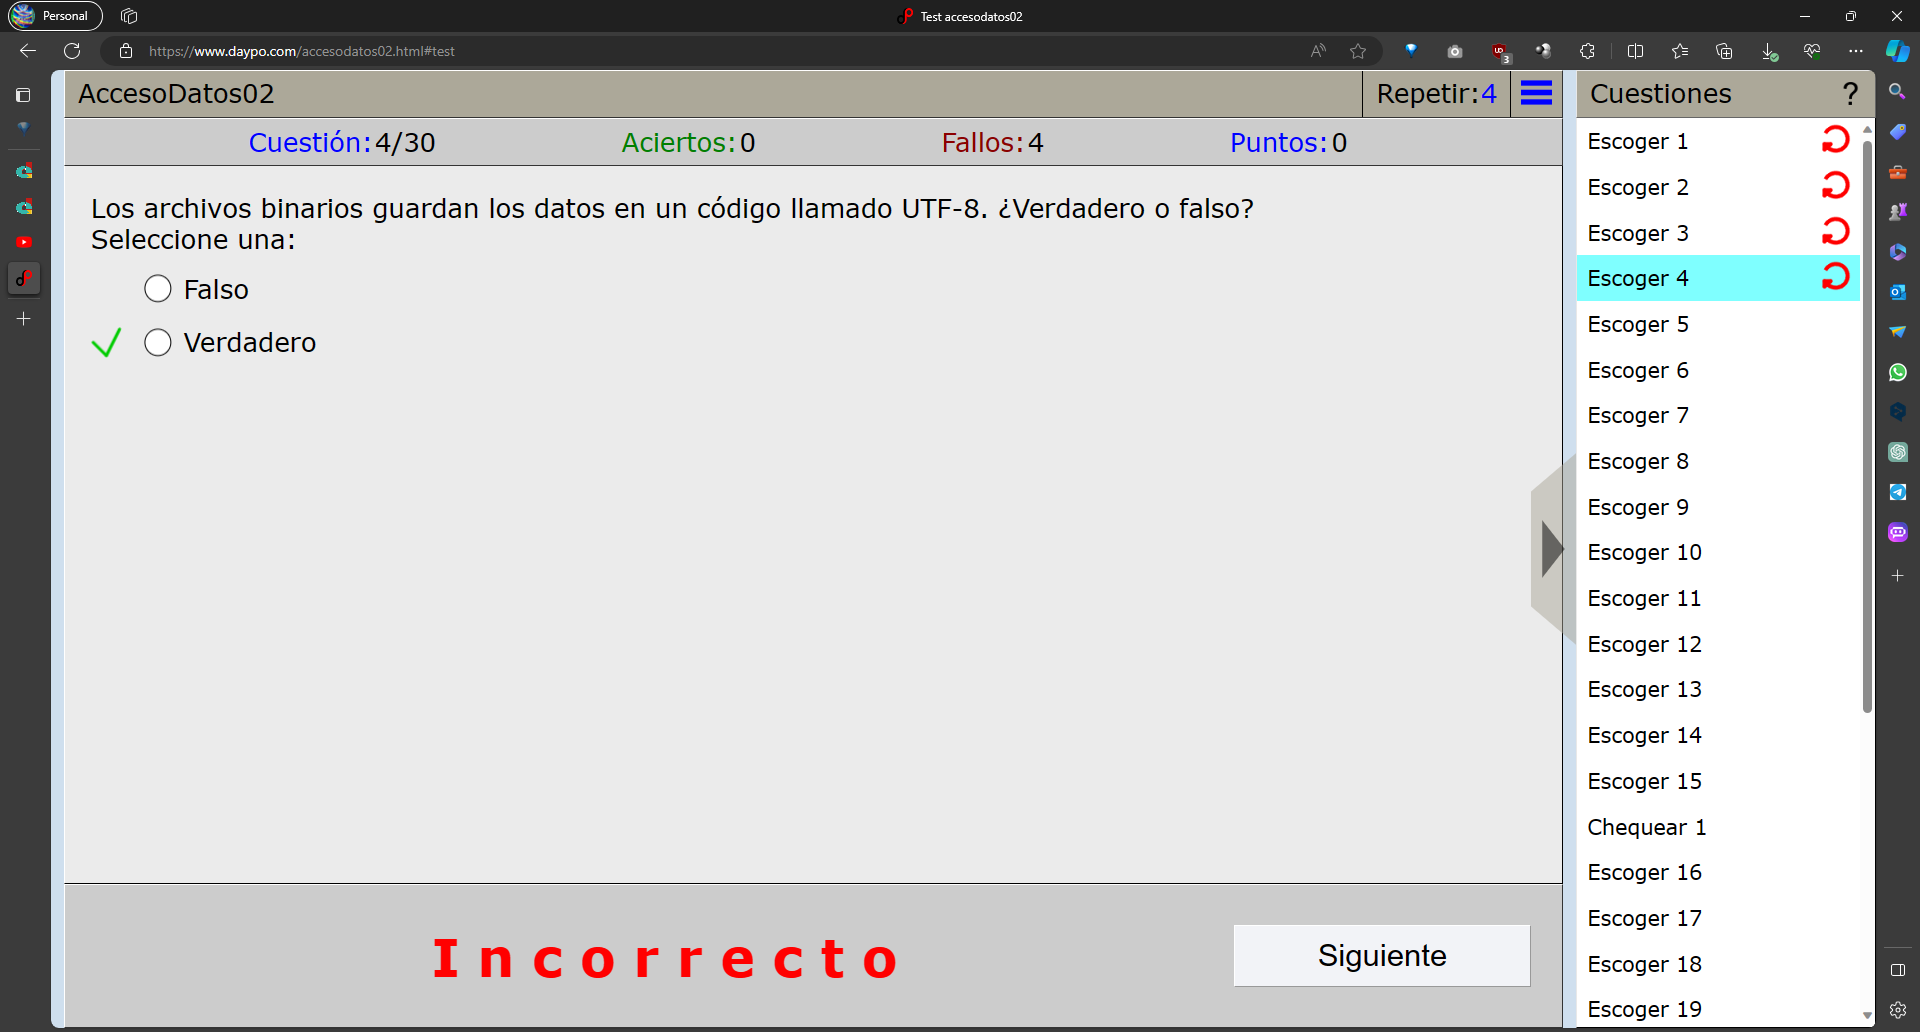 Personal
Test accesodatos02
https://www.daypo.com/accesodatos02.html#test
3
AccesoDatos02
Repetir:4
Cuestión:4/30
Aciertos:0
Fallos:4
Puntos:0
Los archivos binarios guardan los datos en un código llamado UTF-8. ¿Verdadero o falso?
Seleccione una:
Falso
Verdadero
Incorrecto
Siguiente
Cuestiones ?
Escoger 1
Escoger 2
Escoger 3
Escoger 4
Escoger 5
Escoger 6
Escoger 7
Escoger 8
Escoger 9
Escoger 10
Escoger 11
Escoger 12
Escoger 13
Escoger 14
Escoger 15
Chequear 1
Escoger 16
Escoger 17
Escoger 18
Escoger 19